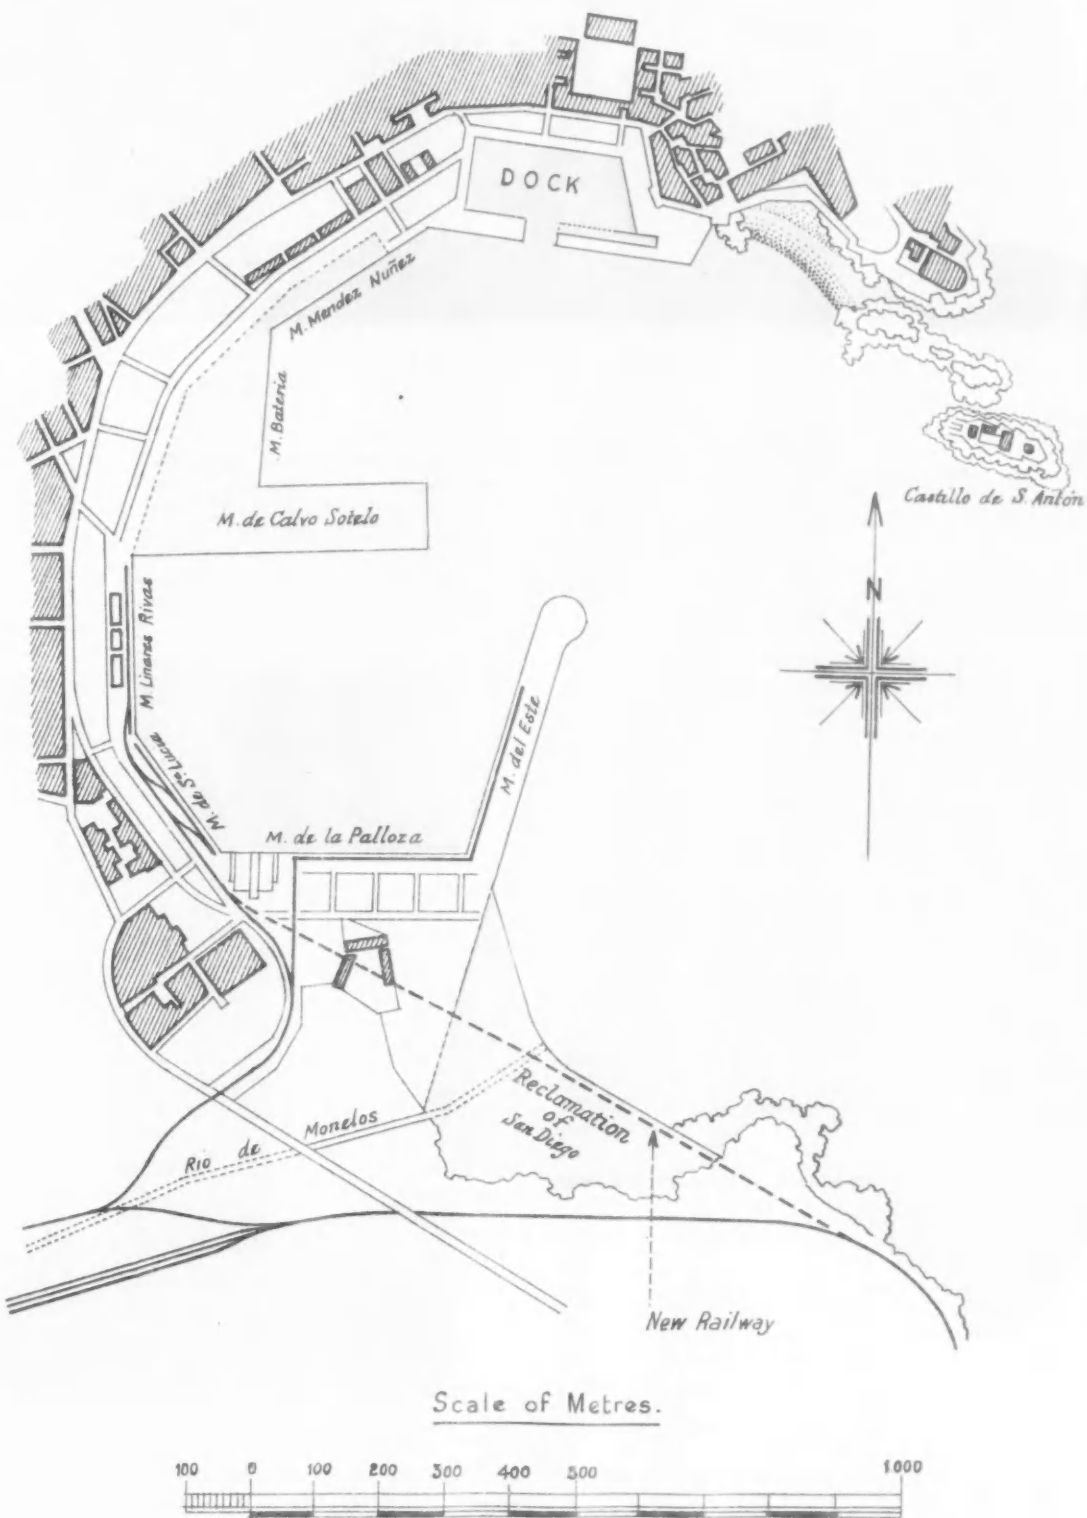 DOCK
M. Mendez Nuñez
M. Bateria
Castillo de S. Antón
M. de Calvo Sotelo
N
M. Linares Rivas
M. del Este
M. de Sta Lucia
M. de la Palloza
Reclamation
of
San Diego
Rio de Monelos
New Railway
Scale of Metres.
100 0 100 200 300 400 500 1.000